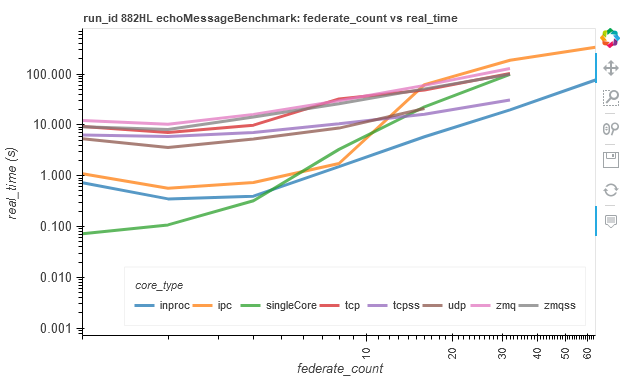 run_id 882HL echoMessageBenchmark: federate_count vs real_time
real_time (s)
100.000
10.000
1.000
0.100
0.010
0.001
core_type
inproc ipc singleCore tcp tcpss udp zmq zmqss
10 20 30 40 50 60
federate_count